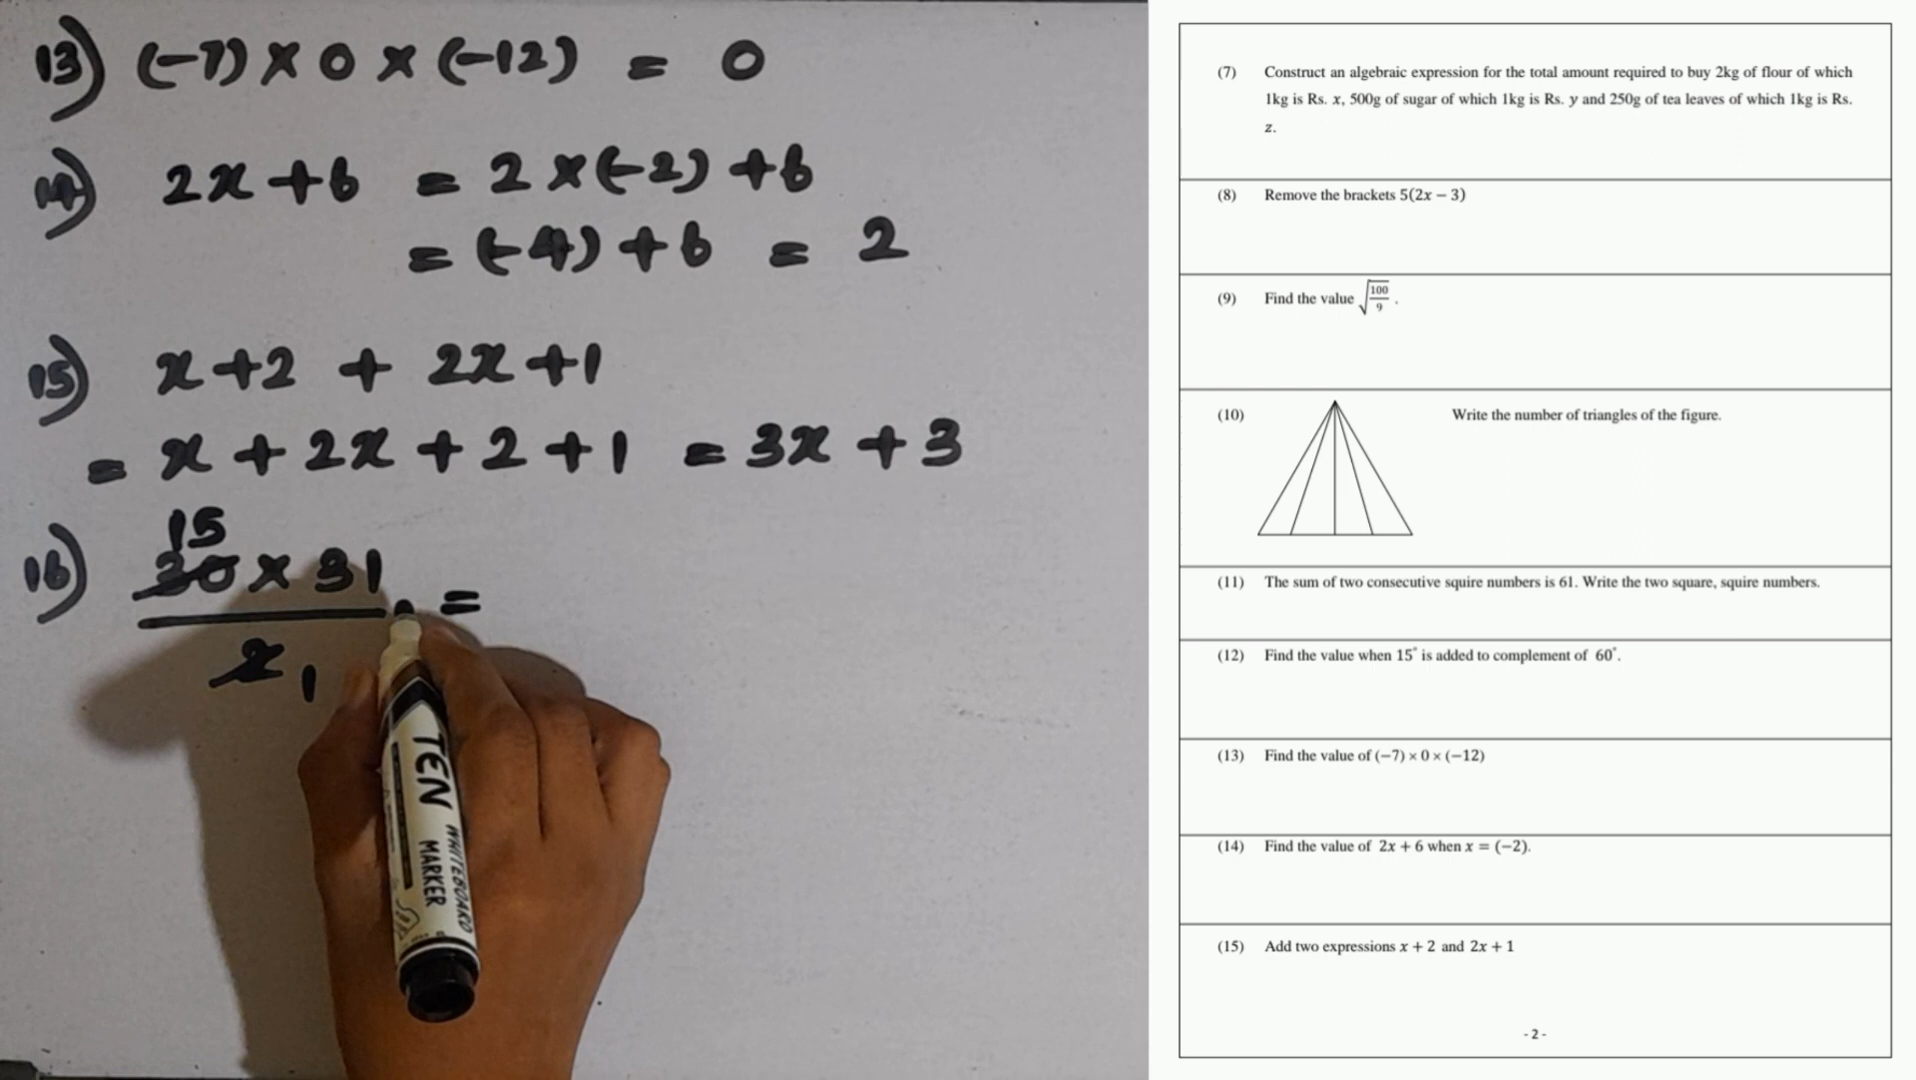 13) (-7) × 0 × (-12) = 0
14) 2x + 6 = 2 × (-2) + 6
= (-4) + 6 = 2
15) x + 2 + 2x + 1
= x + 2x + 2 + 1 = 3x + 3
15
16) 30 × 31 =
2 1
TEN
WHITEBOARD
MARKER
(7) Construct an algebraic expression for the total amount required to buy 2kg of flour of which
1kg is Rs. x, 500g of sugar of which 1kg is Rs. y and 250g of tea leaves of which 1kg is Rs.
z.
(8) Remove the brackets 5(2x – 3)
(9) Find the value √100/9 .
(10) Write the number of triangles of the figure.
(11) The sum of two consecutive squire numbers is 61. Write the two square, squire numbers.
(12) Find the value when 15° is added to complement of 60°.
(13) Find the value of (−7) × 0 × (−12)
(14) Find the value of 2x + 6 when x = (−2).
(15) Add two expressions x + 2 and 2x + 1
- 2 -